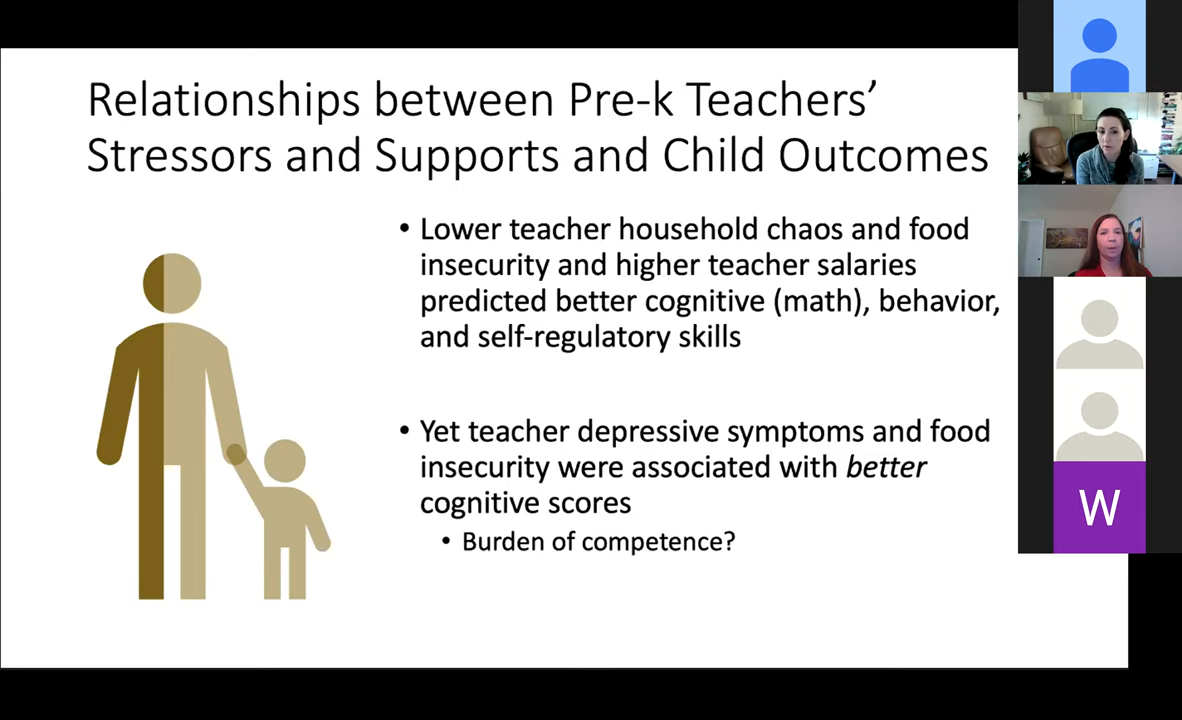 Relationships between Pre-k Teachers’
Stressors and Supports and Child Outcomes
• Lower teacher household chaos and food
insecurity and higher teacher salaries
predicted better cognitive (math), behavior,
and self-regulatory skills
• Yet teacher depressive symptoms and food
insecurity were associated with better
cognitive scores
• Burden of competence?
W